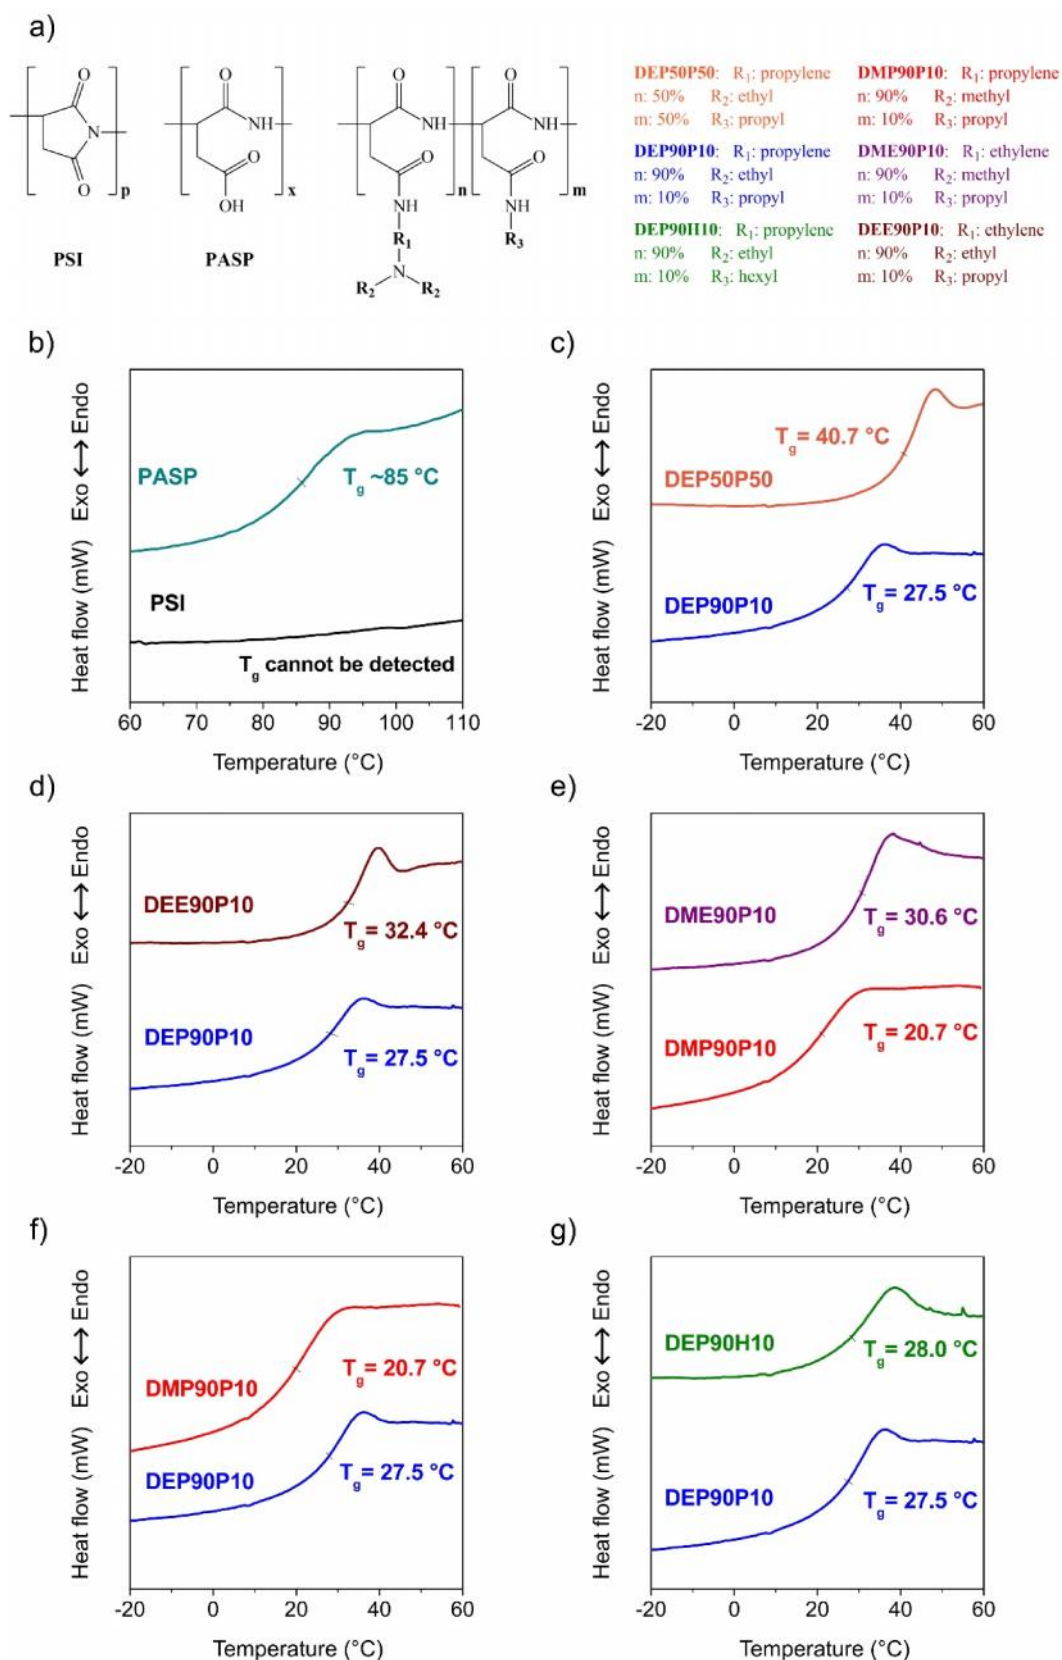 a)
O
N
O
p
PSI
O
NH
O
OH
x
PASP
O
NH
O
NH
R1
N
R2 R2
n
O
NH
O
NH
R3
m
DEP50P50: R1: propylene
n: 50% R2: ethyl
m: 50% R3: propyl
DMP90P10: R1: propylene
n: 90% R2: methyl
m: 10% R3: propyl
DEP90P10: R1: propylene
n: 90% R2: ethyl
m: 10% R3: propyl
DME90P10: R1: ethylene
n: 90% R2: methyl
m: 10% R3: propyl
DEP90H10: R1: propylene
n: 90% R2: ethyl
m: 10% R3: hexyl
DEE90P10: R1: ethylene
n: 90% R2: ethyl
m: 10% R3: propyl
b)
Heat flow (mW) Exo ⟷ Endo
PASP
Tg ~85 °C
PSI
Tg cannot be detected
60 70 80 90 100 110
Temperature (°C)
c)
Heat flow (mW) Exo ⟷ Endo
Tg= 40.7 °C
DEP50P50
DEP90P10
Tg= 27.5 °C
-20 0 20 40 60
Temperature (°C)
d)
Heat flow (mW) Exo ⟷ Endo
DEE90P10
Tg= 32.4 °C
DEP90P10
Tg= 27.5 °C
-20 0 20 40 60
Temperature (°C)
e)
Heat flow (mW) Exo ⟷ Endo
DME90P10
Tg= 30.6 °C
DMP90P10
Tg= 20.7 °C
-20 0 20 40 60
Temperature (°C)
f)
Heat flow (mW) Exo ⟷ Endo
DMP90P10
Tg= 20.7 °C
DEP90P10
Tg= 27.5 °C
-20 0 20 40 60
Temperature (°C)
g)
Heat flow (mW) Exo ⟷ Endo
DEP90H10
Tg= 28.0 °C
DEP90P10
Tg= 27.5 °C
-20 0 20 40 60
Temperature (°C)